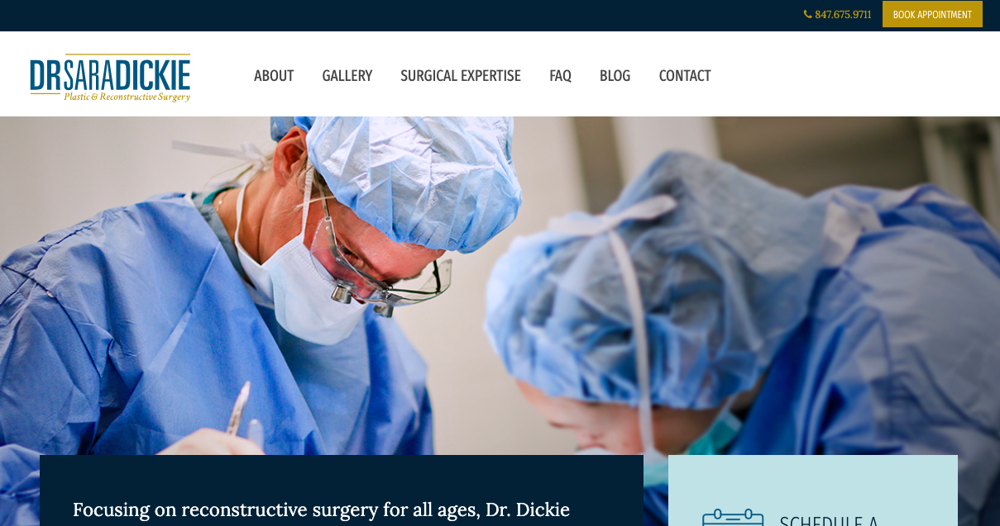 847.675.9711 BOOK APPOINTMENT
DRSARADICKIE
Plastic & Reconstructive Surgery
ABOUT GALLERY SURGICAL EXPERTISE FAQ BLOG CONTACT
Focusing on reconstructive surgery for all ages, Dr. Dickie
SCHEDULE A